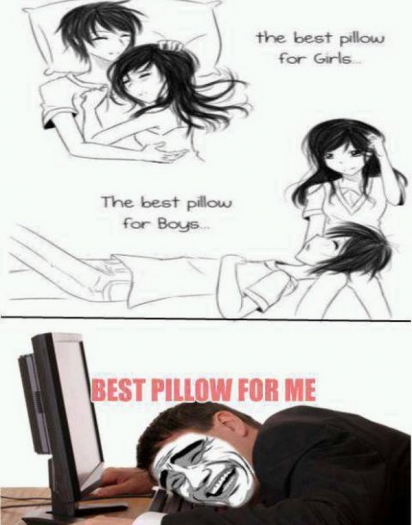 the best pillow
for Girls...
The best pillow
for Boys...
BEST PILLOW FOR ME